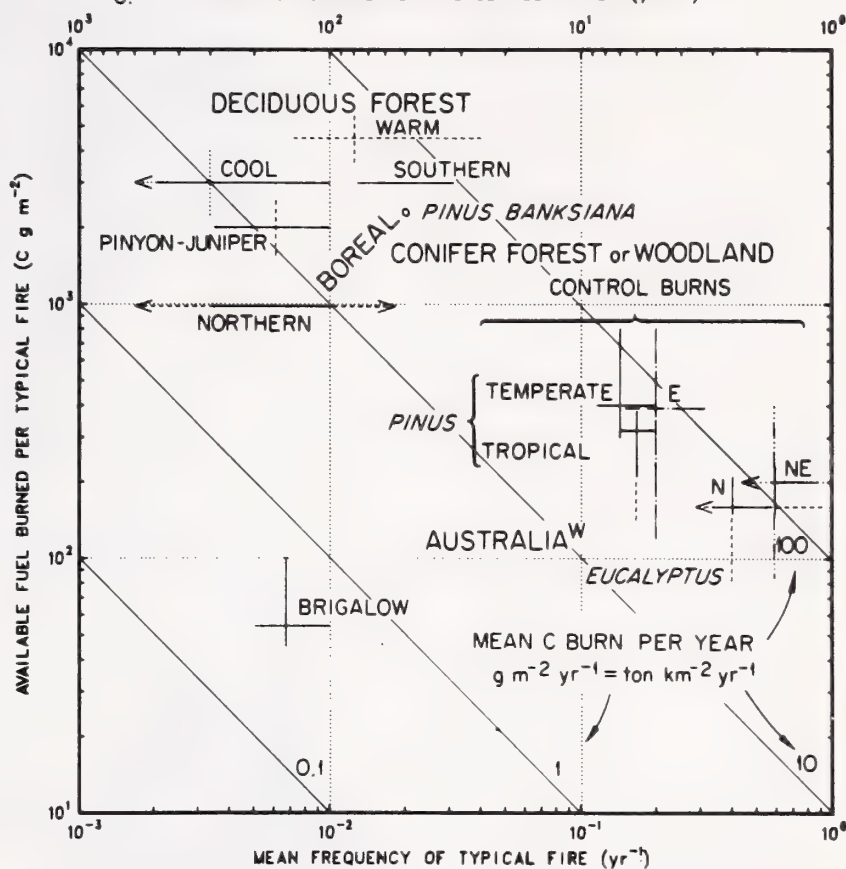 10³ 10² 10¹ 10⁰
10⁴
DECIDUOUS FOREST
WARM
COOL
SOUTHERN
PINUS BANKSIANA
PINYON-JUNIPER
BOREAL
CONIFER FOREST or WOODLAND
CONTROL BURNS
10³
NORTHERN
TEMPERATE
E
PINUS
TROPICAL
NE
N
AUSTRALIA W
100
10²
EUCALYPTUS
BRIGALOW
MEAN C BURN PER YEAR
g m⁻² yr⁻¹ = ton km⁻² yr⁻¹
0.1
1
10
10¹
10⁻³ 10⁻² 10⁻¹ 10⁰
MEAN FREQUENCY OF TYPICAL FIRE (yr⁻¹)
AVAILABLE FUEL BURNED PER TYPICAL FIRE (C g m⁻²)